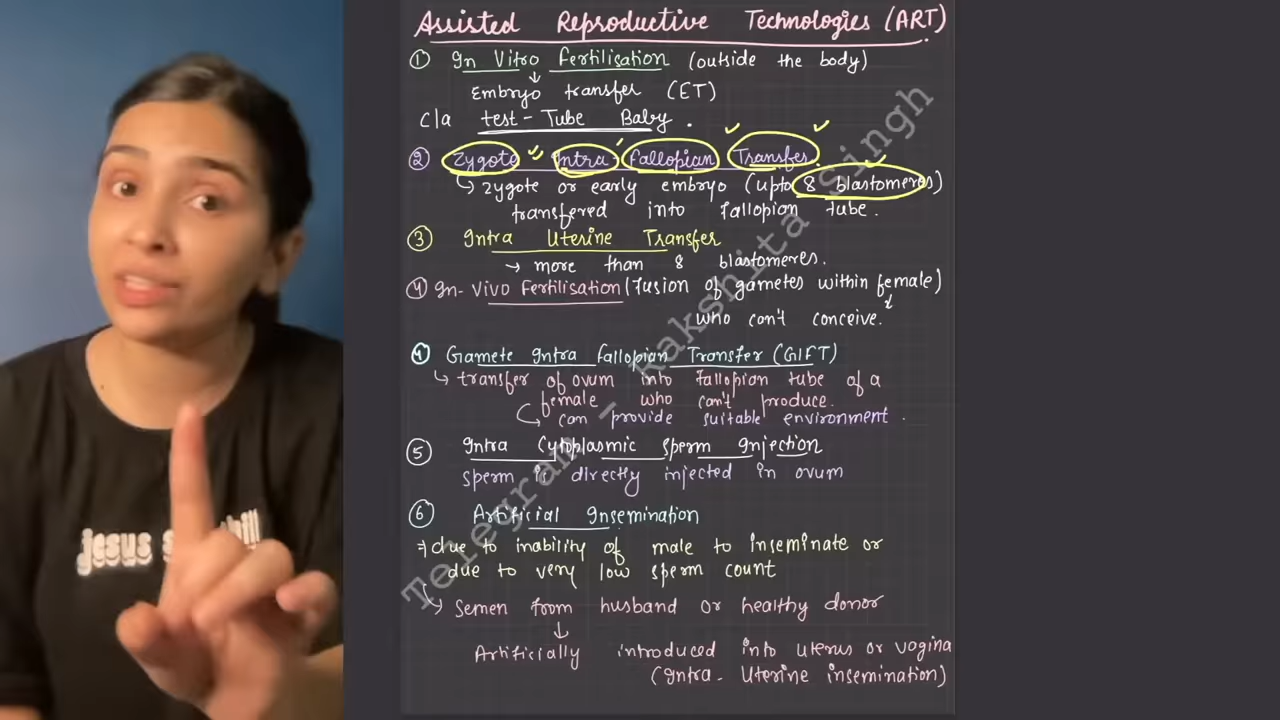 Assisted Reproductive Technologies (ART)
① In Vitro Fertilisation (outside the body)
↓
Embryo transfer (ET)
c/a test-Tube Baby.
② Zygote Intra fallopian Transfer.
↳ zygote or early embryo (upto 8 blastomeres)
transfered into fallopian tube.
③ Intra Uterine Transfer
→ more than 8 blastomeres.
④ In-Vivo Fertilisation (fusion of gametes within female)
who can't conceive.
④ Gamete Intra fallopian Transfer (GIFT)
↳ transfer of ovum into fallopian tube of a
female who can't produce.
↳ can provide suitable environment.
⑤ Intra Cytoplasmic sperm Injection
sperm is directly injected in ovum
⑥ Artificial Insemination
⇒ due to inability of male to inseminate or
due to very low sperm count
↳ Semen from husband or healthy donor
↓
Artificially introduced into uterus or vagina
(Intra-Uterine insemination)
Telegram - Kakshita Singh
jesus s